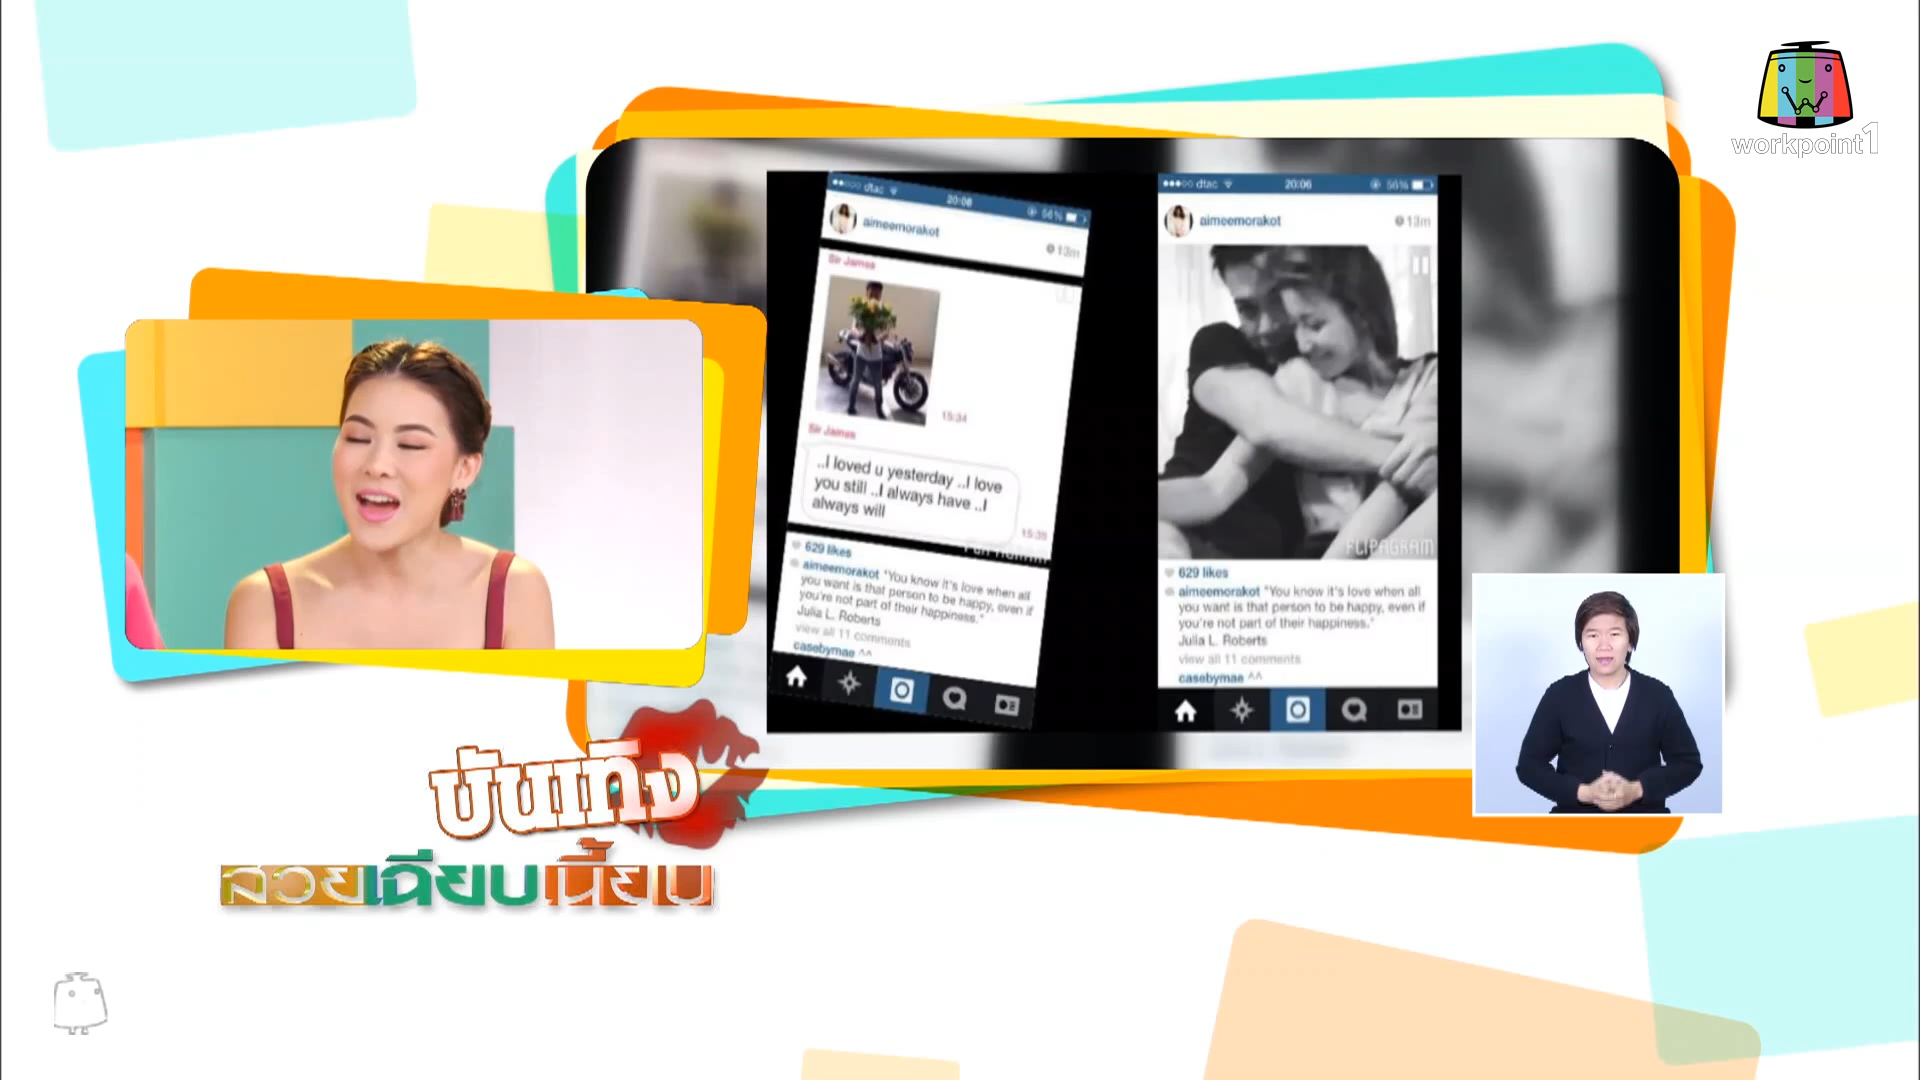 workpoint1
dtac
20:08
56%
aimeemorakot
13m
Sir James
15:34
Sir James
..I loved u yesterday ..I love
you still ..I always have ..I
always will
15:35
629 likes
aimeemorakot "You know it's love when all
you want is that person to be happy, even if
you're not part of their happiness."
Julia L. Roberts
view all 11 comments
casebymae ^^
dtac
20:06
56%
aimeemorakot
13m
FLIPAGRAM
629 likes
aimeemorakot "You know it's love when all
you want is that person to be happy, even if
you're not part of their happiness."
Julia L. Roberts
view all 11 comments
casebymae ^^
บันเทิง
สวยเฉียบเนี้ยบ